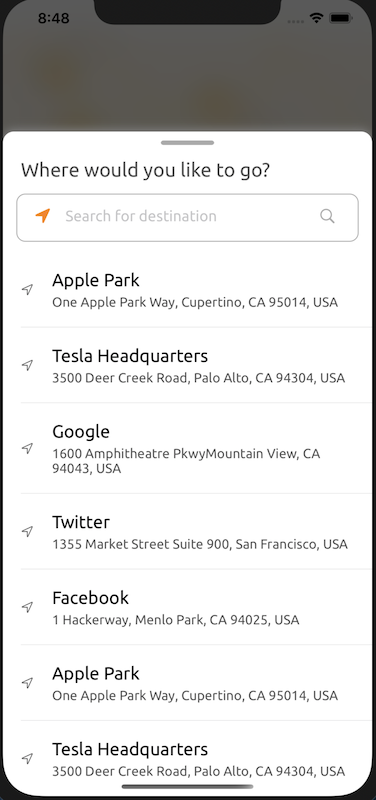 8:48
Where would you like to go?
Search for destination
Apple Park
One Apple Park Way, Cupertino, CA 95014, USA
Tesla Headquarters
3500 Deer Creek Road, Palo Alto, CA 94304, USA
Google
1600 Amphitheatre PkwyMountain View, CA
94043, USA
Twitter
1355 Market Street Suite 900, San Francisco, USA
Facebook
1 Hackerway, Menlo Park, CA 94025, USA
Apple Park
One Apple Park Way, Cupertino, CA 95014, USA
Tesla Headquarters
3500 Deer Creek Road, Palo Alto, CA 94304, USA